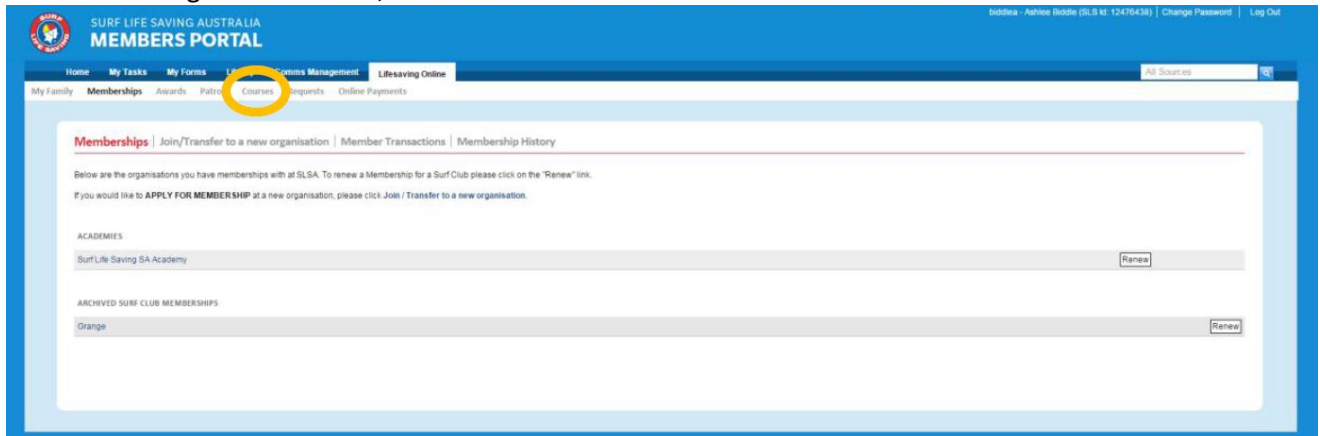 SURF LIFE SAVING AUSTRALIA
MEMBERS PORTAL
biddlea - Ashlee Biddle (SLS Id: 12476438) | Change Password | Log Out
Home My Tasks My Forms Comms Management Lifesaving Online All Sources
My Family Memberships Awards Courses Requests Online Payments
Memberships | Join/Transfer to a new organisation | Member Transactions | Membership History
Below are the organisations you have memberships with at SLSA. To renew a Membership for a Surf Club please click on the "Renew" link.
If you would like to APPLY FOR MEMBERSHIP at a new organisation, please click Join / Transfer to a new organisation.
ACADEMIES
Surf Life Saving SA Academy Renew
ARCHIVED SURF CLUB MEMBERSHIPS
Grange Renew